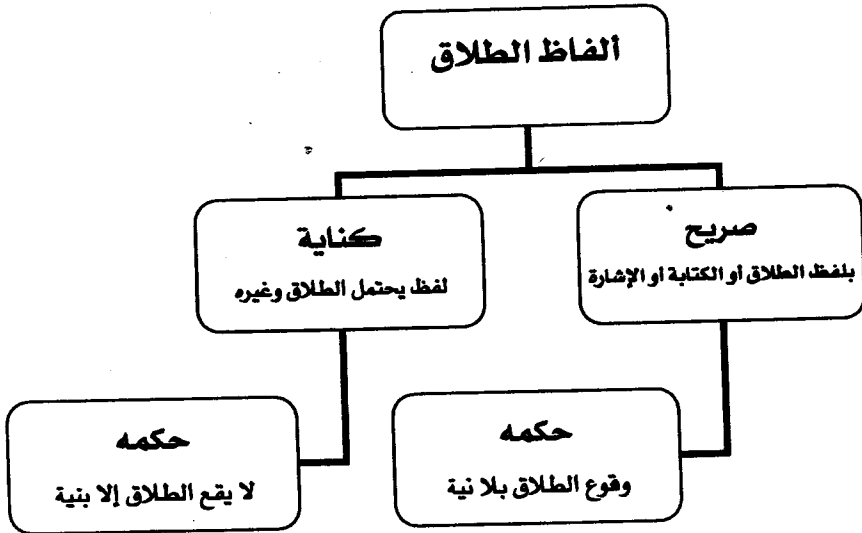 ألفاظ الطلاق
صريح
بلفظ الطلاق أو الكتابة أو الإشارة
كناية
لفظ يحتمل الطلاق وغيره
حكمه
وقوع الطلاق بلا نية
حكمه
لا يقع الطلاق إلا بنية